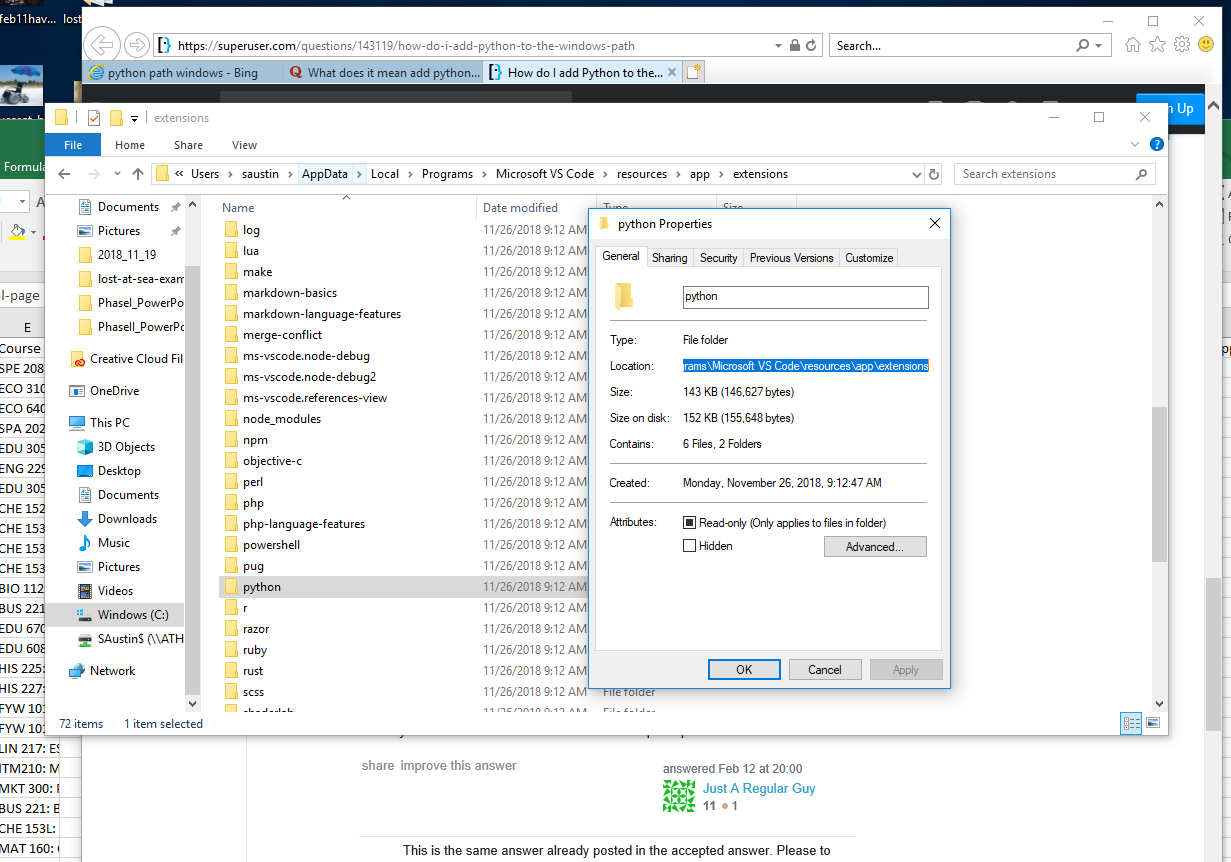 feb11hav... lost
https://superuser.com/questions/143119/how-do-i-add-python-to-the-windows-path
Search...
python path windows - Bing
What does it mean add python...
How do I add Python to the...
Up
extensions
File Home Share View
Formula
« Users › saustin › AppData › Local › Programs › Microsoft VS Code › resources › app › extensions
Search extensions
Documents
Pictures
2018_11_19
lost-at-sea-exam
PhaseI_PowerPo
PhaseII_PowerPo
Creative Cloud Fil
OneDrive
This PC
3D Objects
Desktop
Documents
Downloads
Music
Pictures
Videos
Windows (C:)
SAustin$ (\\ATH
Network
Name Date modified Type Size
log 11/26/2018 9:12 AM
lua 11/26/2018 9:12 AM
make 11/26/2018 9:12 AM
markdown-basics 11/26/2018 9:12 AM
markdown-language-features 11/26/2018 9:12 AM
merge-conflict 11/26/2018 9:12 AM
ms-vscode.node-debug 11/26/2018 9:12 AM
ms-vscode.node-debug2 11/26/2018 9:12 AM
ms-vscode.references-view 11/26/2018 9:12 AM
node_modules 11/26/2018 9:12 AM
npm 11/26/2018 9:12 AM
objective-c 11/26/2018 9:12 AM
perl 11/26/2018 9:12 AM
php 11/26/2018 9:12 AM
php-language-features 11/26/2018 9:12 AM
powershell 11/26/2018 9:12 AM
pug 11/26/2018 9:12 AM
python 11/26/2018 9:12 AM
r 11/26/2018 9:12 AM
razor 11/26/2018 9:12 AM
ruby 11/26/2018 9:12 AM
rust 11/26/2018 9:12 AM
scss 11/26/2018 9:12 AM File folder
72 items 1 item selected
python Properties
General Sharing Security Previous Versions Customize
python
Type: File folder
Location: rams\Microsoft VS Code\resources\app\extensions
Size: 143 KB (146,627 bytes)
Size on disk: 152 KB (155,648 bytes)
Contains: 6 Files, 2 Folders
Created: Monday, November 26, 2018, 9:12:47 AM
Attributes: Read-only (Only applies to files in folder)
Hidden
Advanced...
OK Cancel Apply
l-page
E
Course
SPE 208
ECO 310
ECO 640
SPA 202
EDU 305
ENG 229
EDU 305
CHE 152
CHE 153
CHE 153
CHE 153
BIO 112
BUS 221
EDU 670
EDU 608
HIS 225:
HIS 227:
FYW 101
FYW 101
LIN 217: ES
ITM210: M
MKT 300: F
BUS 221: B
CHE 153L:
MAT 160: C
share improve this answer
answered Feb 12 at 20:00
Just A Regular Guy
11 ● 1
This is the same answer already posted in the accepted answer. Please to